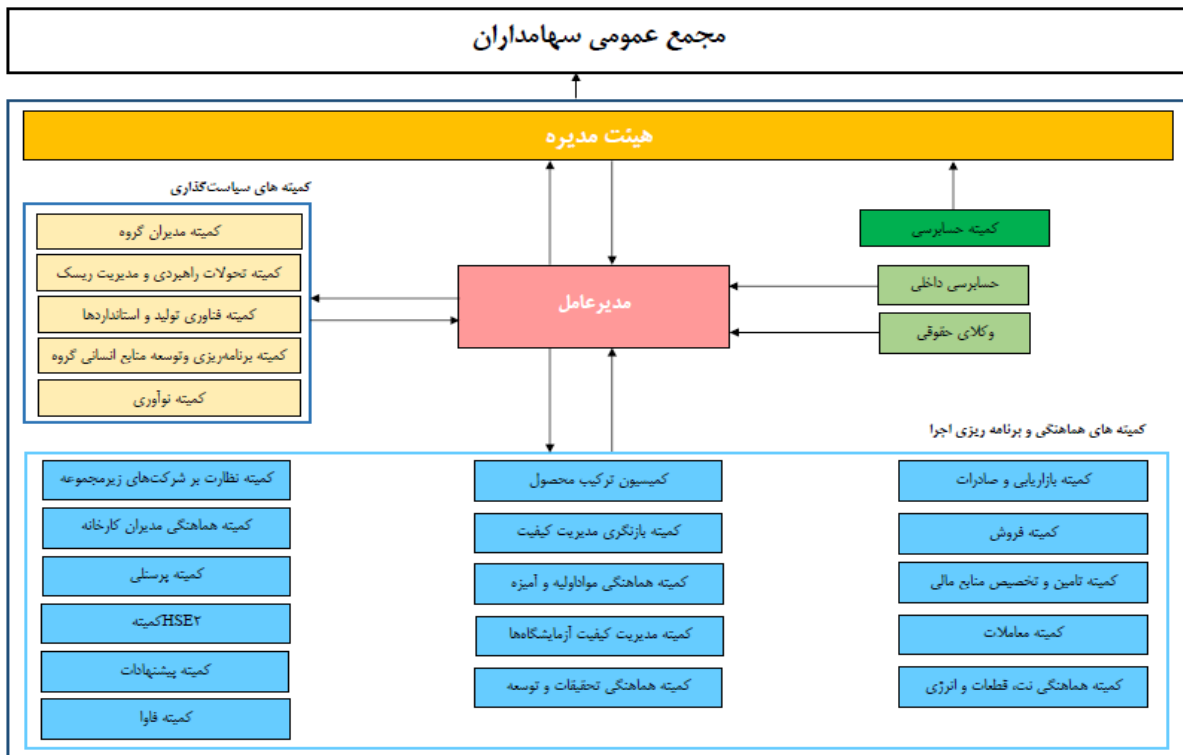 مجمع عمومی سهامداران
هیئت مدیره
کمیته های سیاست‌گذاری
کمیته مدیران گروه
کمیته تحولات راهبردی و مدیریت ریسک
کمیته فناوری تولید و استانداردها
کمیته برنامه‌ریزی وتوسعه منابع انسانی گروه
کمیته نوآوری
مدیرعامل
کمیته حسابرسی
حسابرسی داخلی
وکلای حقوقی
کمیته های هماهنگی و برنامه ریزی اجرا
کمیته بازاریابی و صادرات
کمیته فروش
کمیته تامین و تخصیص منابع مالی
کمیته معاملات
کمیته هماهنگی نت، قطعات و انرژی
کمیسیون ترکیب محصول
کمیته بازنگری مدیریت کیفیت
کمیته هماهنگی مواداولیه و آمیزه
کمیته مدیریت کیفیت آزمایشگاه‌ها
کمیته هماهنگی تحقیقات و توسعه
کمیته نظارت بر شرکت‌های زیرمجموعه
کمیته هماهنگی مدیران کارخانه
کمیته پرسنلی
HSE۲کمیته
کمیته پیشنهادات
کمیته فاوا